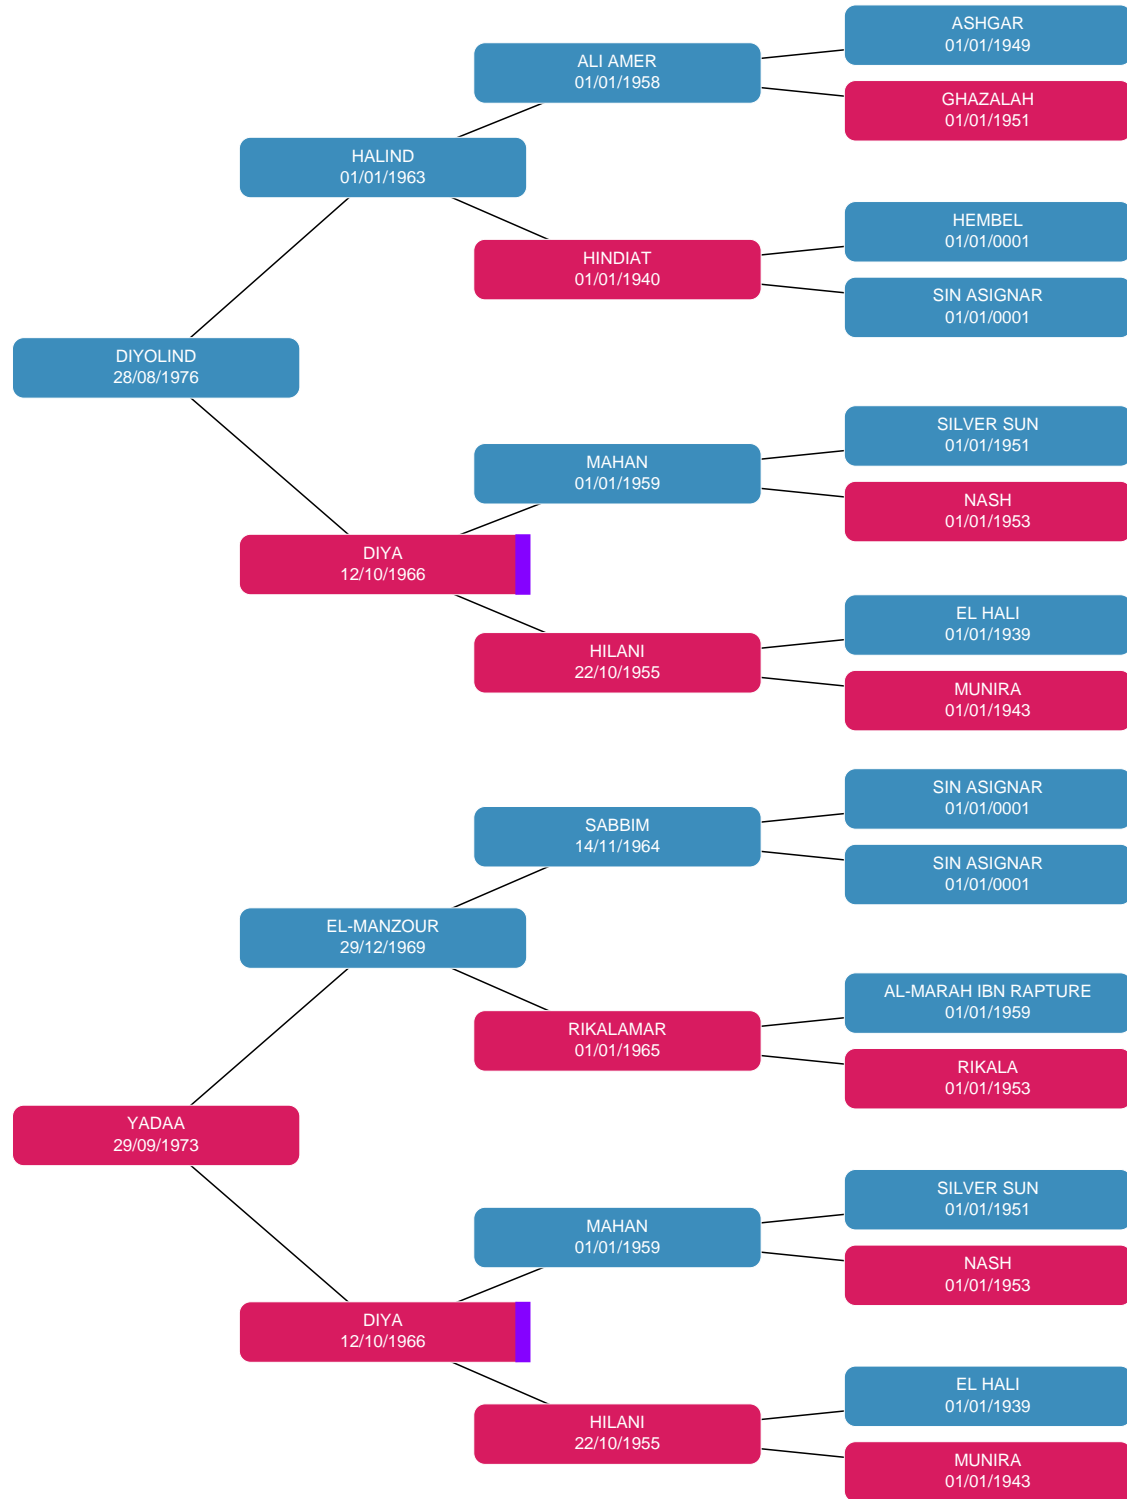 ASHGAR
01/01/1949
ALI AMER
01/01/1958
GHAZALAH
01/01/1951
HALIND
01/01/1963
HEMBEL
01/01/0001
HINDIAT
01/01/1940
SIN ASIGNAR
01/01/0001
DIYOLIND
28/08/1976
SILVER SUN
01/01/1951
MAHAN
01/01/1959
NASH
01/01/1953
DIYA
12/10/1966
EL HALI
01/01/1939
HILANI
22/10/1955
MUNIRA
01/01/1943
SIN ASIGNAR
01/01/0001
SABBIM
14/11/1964
SIN ASIGNAR
01/01/0001
EL-MANZOUR
29/12/1969
AL-MARAH IBN RAPTURE
01/01/1959
RIKALAMAR
01/01/1965
RIKALA
01/01/1953
YADAA
29/09/1973
SILVER SUN
01/01/1951
MAHAN
01/01/1959
NASH
01/01/1953
DIYA
12/10/1966
EL HALI
01/01/1939
HILANI
22/10/1955
MUNIRA
01/01/1943